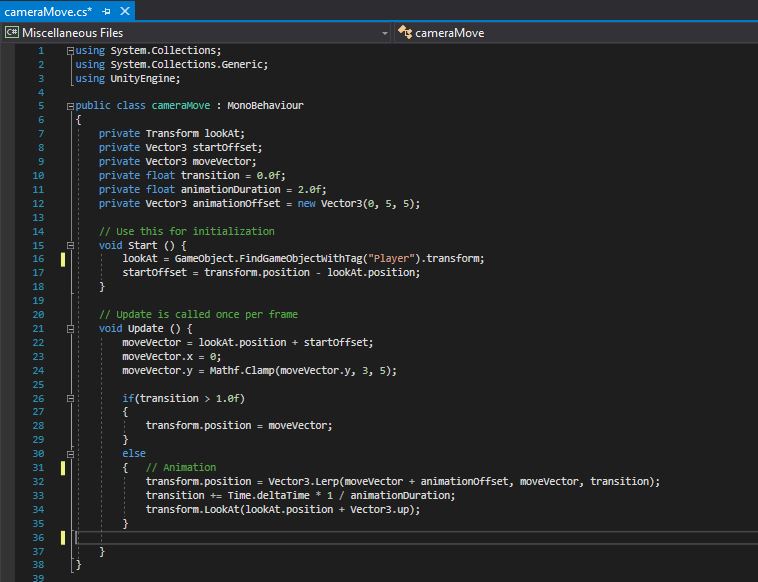 cameraMove.cs*
C# Miscellaneous Files cameraMove
1 using System.Collections;
2 using System.Collections.Generic;
3 using UnityEngine;
4
5 public class cameraMove : MonoBehaviour
6 {
7 private Transform lookAt;
8 private Vector3 startOffset;
9 private Vector3 moveVector;
10 private float transition = 0.0f;
11 private float animationDuration = 2.0f;
12 private Vector3 animationOffset = new Vector3(0, 5, 5);
13
14 // Use this for initialization
15 void Start () {
16 lookAt = GameObject.FindGameObjectWithTag("Player").transform;
17 startOffset = transform.position - lookAt.position;
18 }
19
20 // Update is called once per frame
21 void Update () {
22 moveVector = lookAt.position + startOffset;
23 moveVector.x = 0;
24 moveVector.y = Mathf.Clamp(moveVector.y, 3, 5);
25
26 if(transition > 1.0f)
27 {
28 transform.position = moveVector;
29 }
30 else
31 { // Animation
32 transform.position = Vector3.Lerp(moveVector + animationOffset, moveVector, transition);
33 transition += Time.deltaTime * 1 / animationDuration;
34 transform.LookAt(lookAt.position + Vector3.up);
35 }
36
37 }
38 }
39